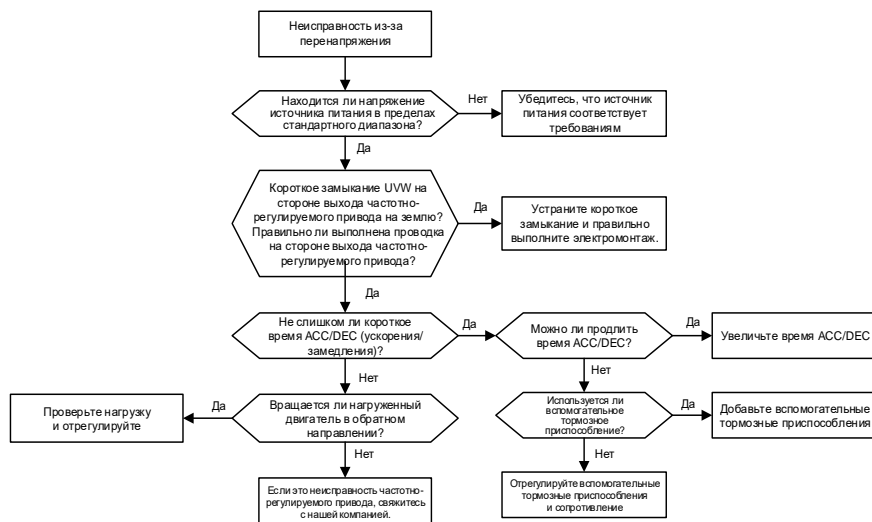 Неисправность из-за
перенапряжения
Находится ли напряжение
источника питания в пределах
стандартного диапазона?
Нет
Убедитесь, что источник
питания соответствует
требованиям
Да
Короткое замыкание UVW на
стороне выхода частотно-
регулируемого привода на землю?
Правильно ли выполнена проводка
на стороне выхода частотно-
регулируемого привода?
Да
Устраните короткое
замыкание и правильно
выполните электромонтаж.
Да
Не слишком ли короткое
время ACC/DEC (ускорения/
замедления)?
Да
Можно ли продлить
время ACC/DEC?
Да
Увеличьте время ACC/DEC
Нет
Нет
Проверьте нагрузку
и отрегулируйте
Да
Вращается ли нагруженный
двигатель в обратном
направлении?
Используется ли
вспомогательное
тормозное
приспособление?
Да
Добавьте вспомогательные
тормозные приспособления
Нет
Нет
Если это неисправность частотно-
регулируемого привода, свяжитесь
с нашей компанией.
Отрегулируйте вспомогательные
тормозные приспособления
и сопротивление